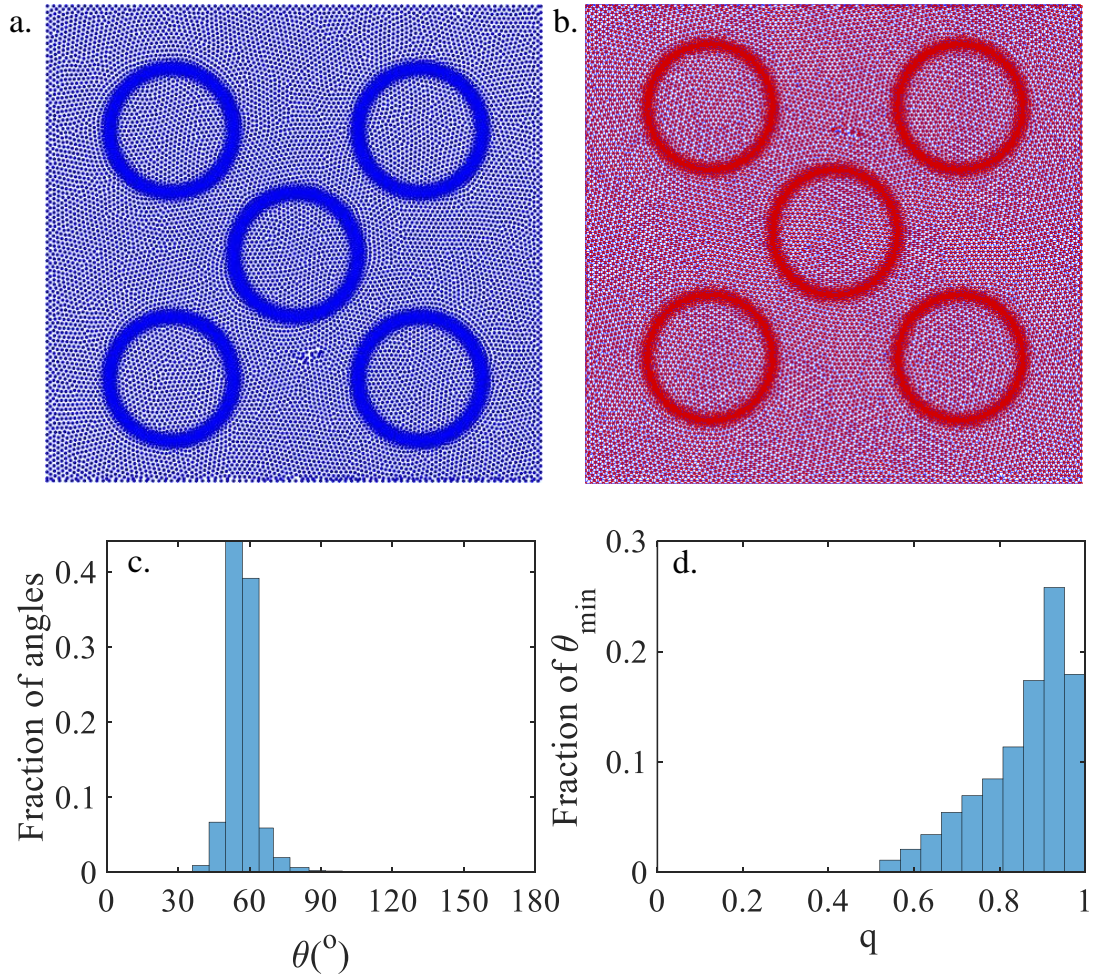 a.
b.
c.
Fraction of angles
0.4
0.3
0.2
0.1
0
0 30 60 90 120 150 180
θ(°)
d.
Fraction of θmin
0.3
0.2
0.1
0
0 0.2 0.4 0.6 0.8 1
q